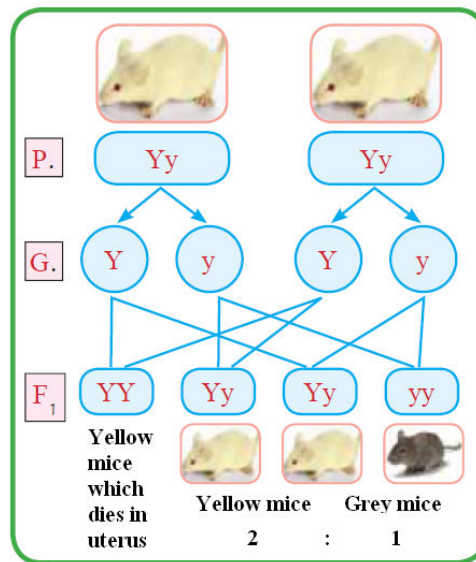 P.
Yy Yy
G.
Y y Y y
F1
YY Yy Yy yy
Yellow
mice
which
dies in
uterus
Yellow mice Grey mice
2 : 1